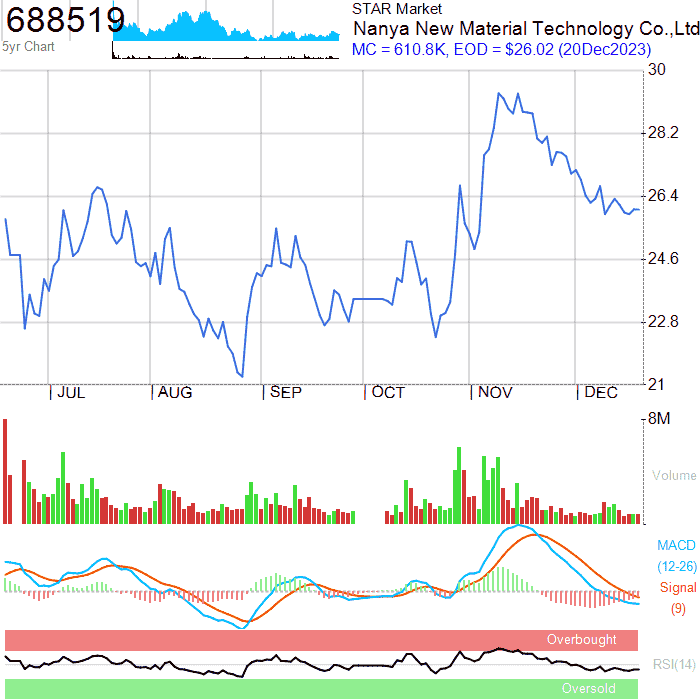 688519
5yr Chart
STAR Market
Nanya New Material Technology Co.,Ltd
MC = 610.8K, EOD = $26.02 (20Dec2023)
30
28.2
26.4
24.6
22.8
21
| JUL | AUG | SEP | OCT | NOV | DEC
8M
Volume
MACD
(12-26)
Signal
(9)
Overbought
RSI(14)
Oversold